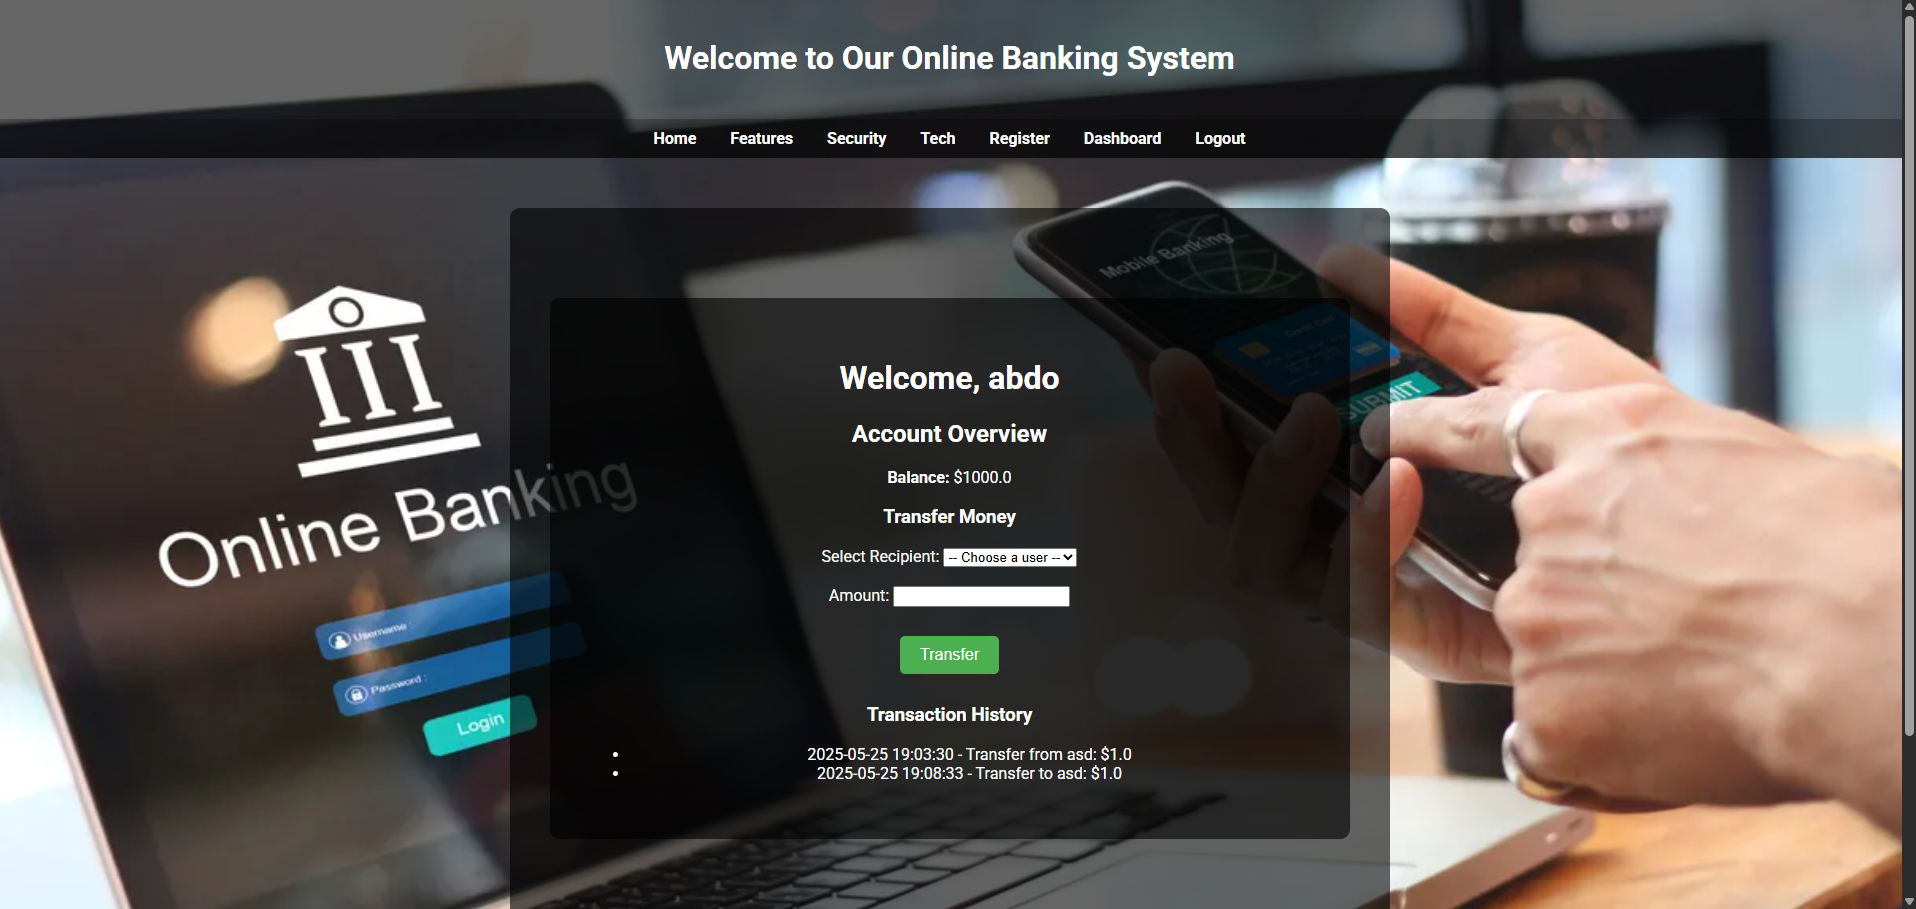 Welcome to Our Online Banking System
Home Features Security Tech Register Dashboard Logout
Mobile Banking
Credit Card
SUBMIT
Welcome, abdo
Account Overview
Balance: $1000.0
Transfer Money
Select Recipient: -- Choose a user --
Amount:
Transfer
Transaction History
2025-05-25 19:03:30 - Transfer from asd: $1.0
2025-05-25 19:08:33 - Transfer to asd: $1.0
Online Banking
Username :
Password :
Login